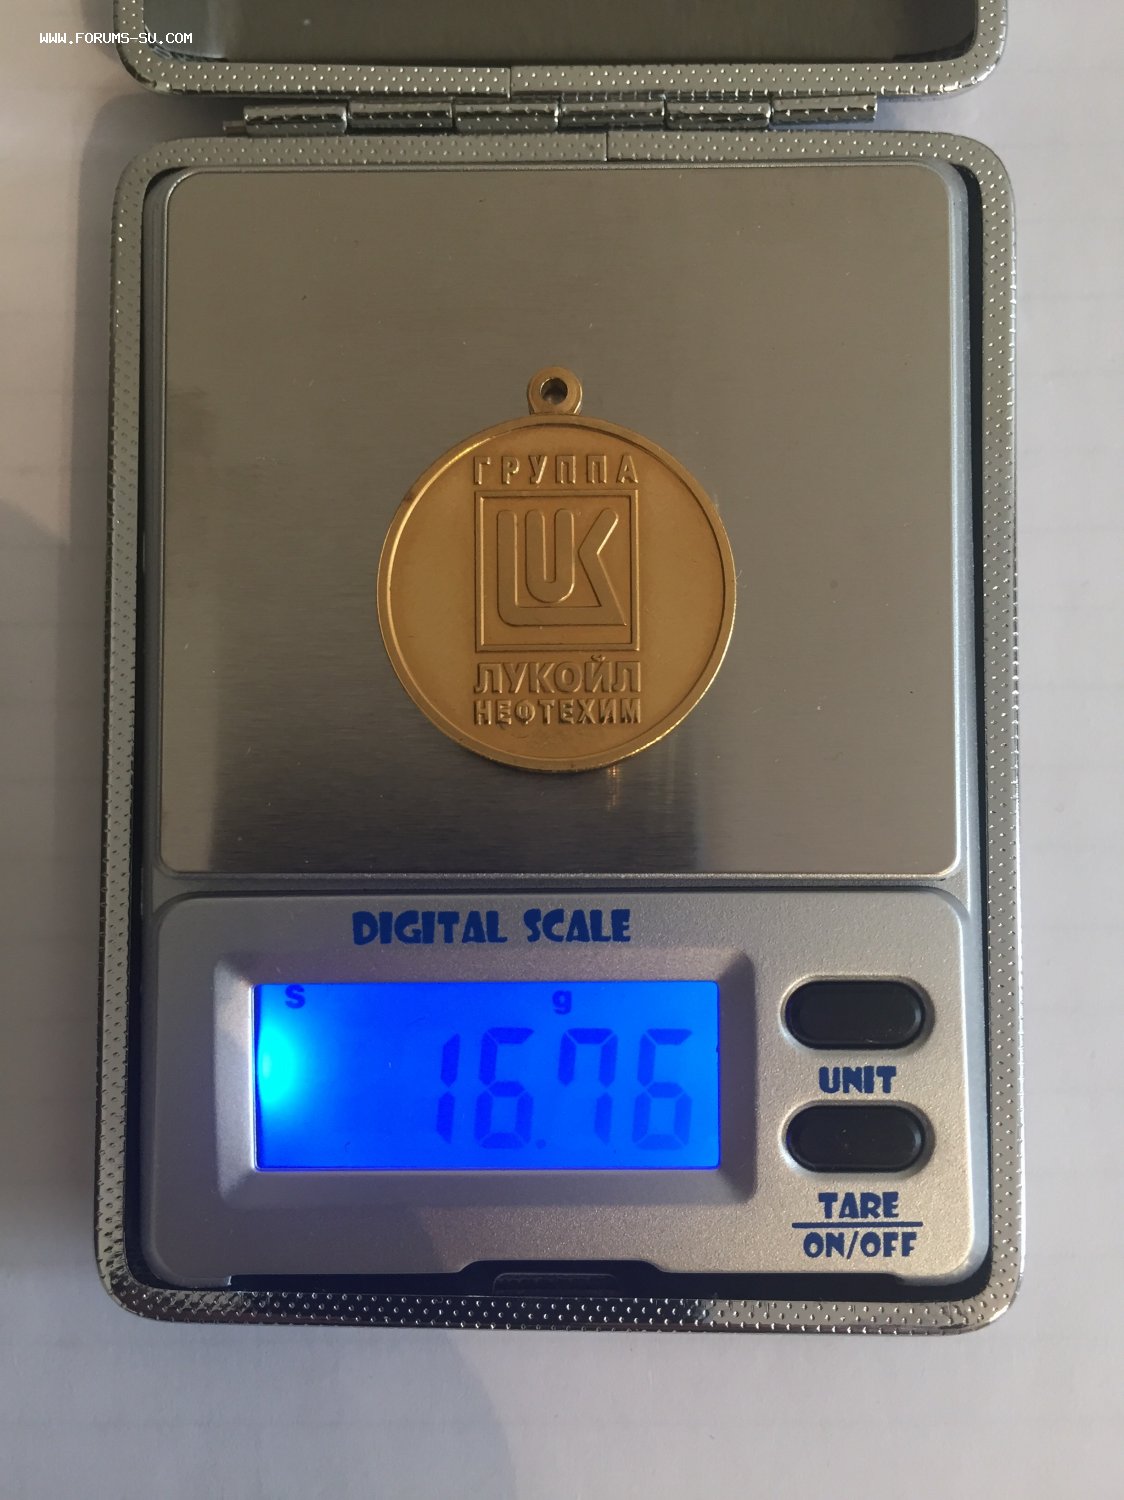 WWW.FORUMS-SU.COM
ГРУППА
LUK
ЛУКОЙЛ
НЕФТЕХИМ
DIGITAL SCALE
S g
16.76
UNIT
TARE
ON/OFF